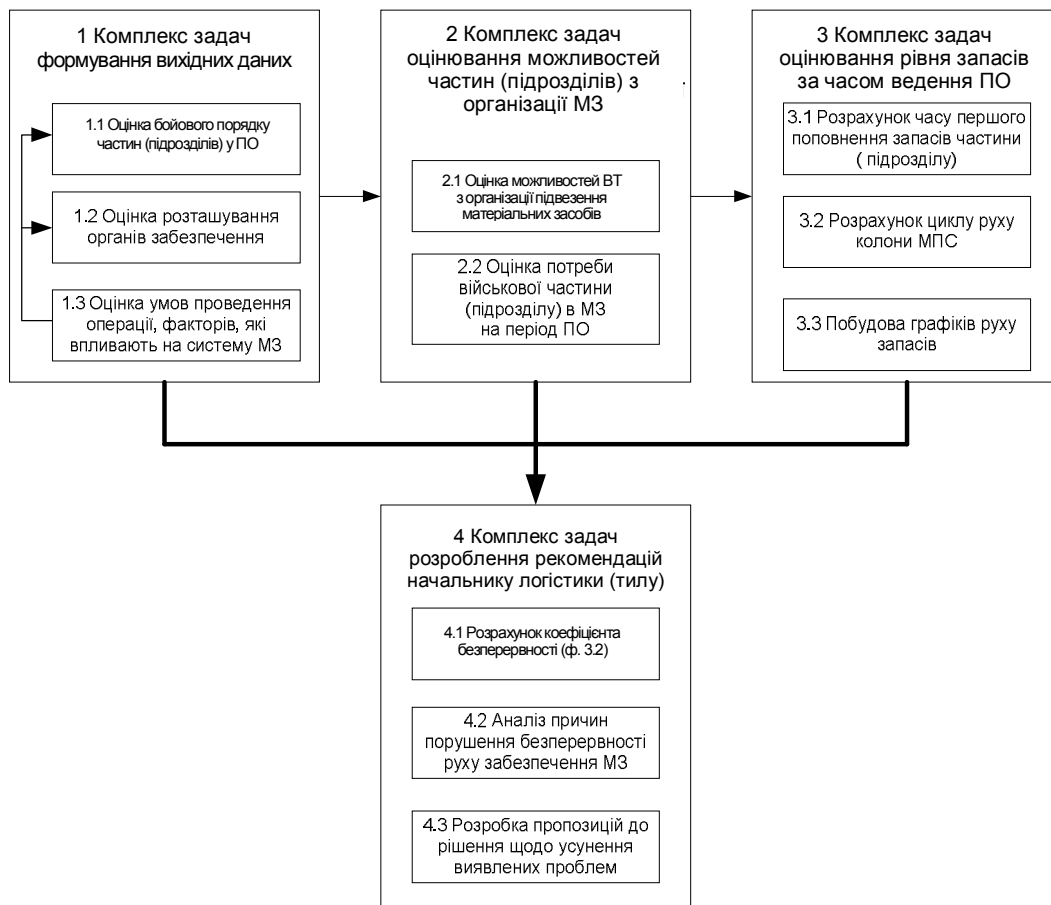 1 Комплекс задач
формування вихідних даних
1.1 Оцінка бойового порядку
частин (підрозділів) у ПО
1.2 Оцінка розташування
органів забезпечення
1.3 Оцінка умов проведення
операції, факторів, які
впливають на систему МЗ
2 Комплекс задач
оцінювання можливостей
частин (підрозділів) з
організації МЗ
2.1 Оцінка можливостей ВТ
з організації підвезення
матеріальних засобів
2.2 Оцінка потреби
військової частини
(підрозділу) в МЗ
на період ПО
3 Комплекс задач
оцінювання рівня запасів
за часом ведення ПО
3.1 Розрахунок часу першого
поповнення запасів частини
( підрозділу)
3.2 Розрахунок циклу руху
колони МПС
3.3 Побудова графіків руху
запасів
4 Комплекс задач
розроблення рекомендацій
начальнику логістики (тилу)
4.1 Розрахунок коефіцієнта
безперервності (ф. 3.2)
4.2 Аналіз причин
порушення безперервності
руху забезпечення МЗ
4.3 Розробка пропозицій до
рішення щодо усунення
виявлених проблем